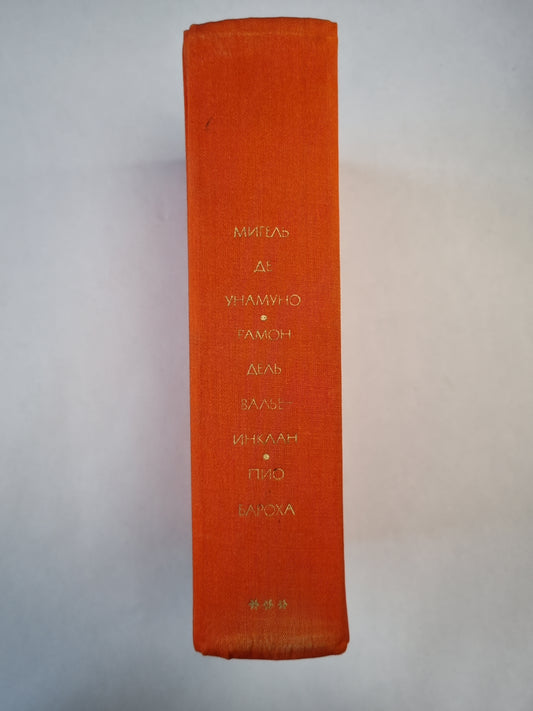 МИГЕЛЬ
ДЕ
УНАМУНО
•
РАМОН
ДЕЛЬ
ВАЛЬЕ-
ИНКЛАН
•
ПИО
БАРОХА
***